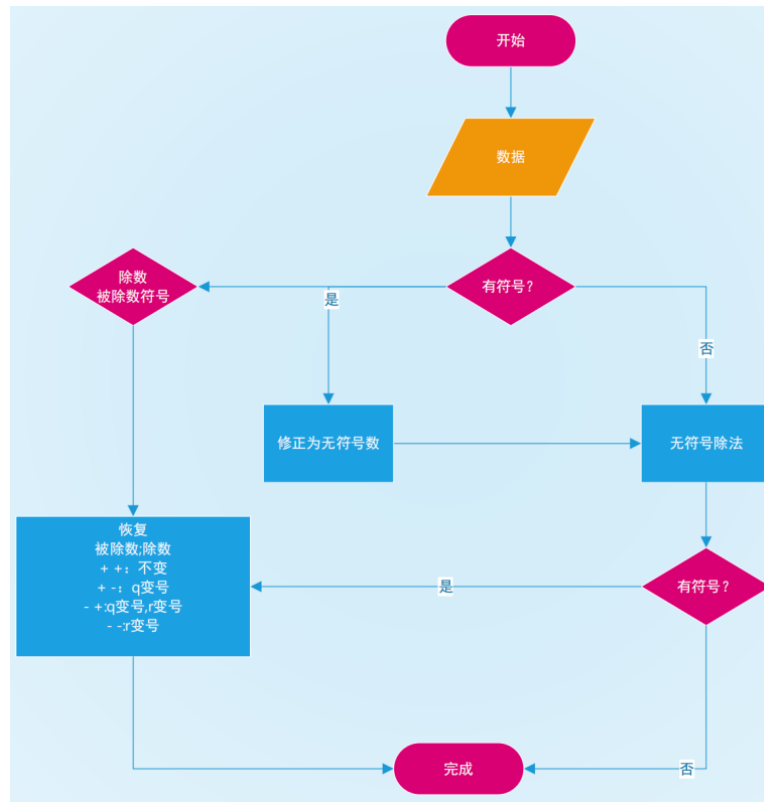 开始
数据
除数
被除数符号
有符号？
是
否
修正为无符号数
无符号除法
恢复
被除数;除数
+ +：不变
+ -：q变号
- +:q变号,r变号
- -:r变号
是
有符号？
完成
否